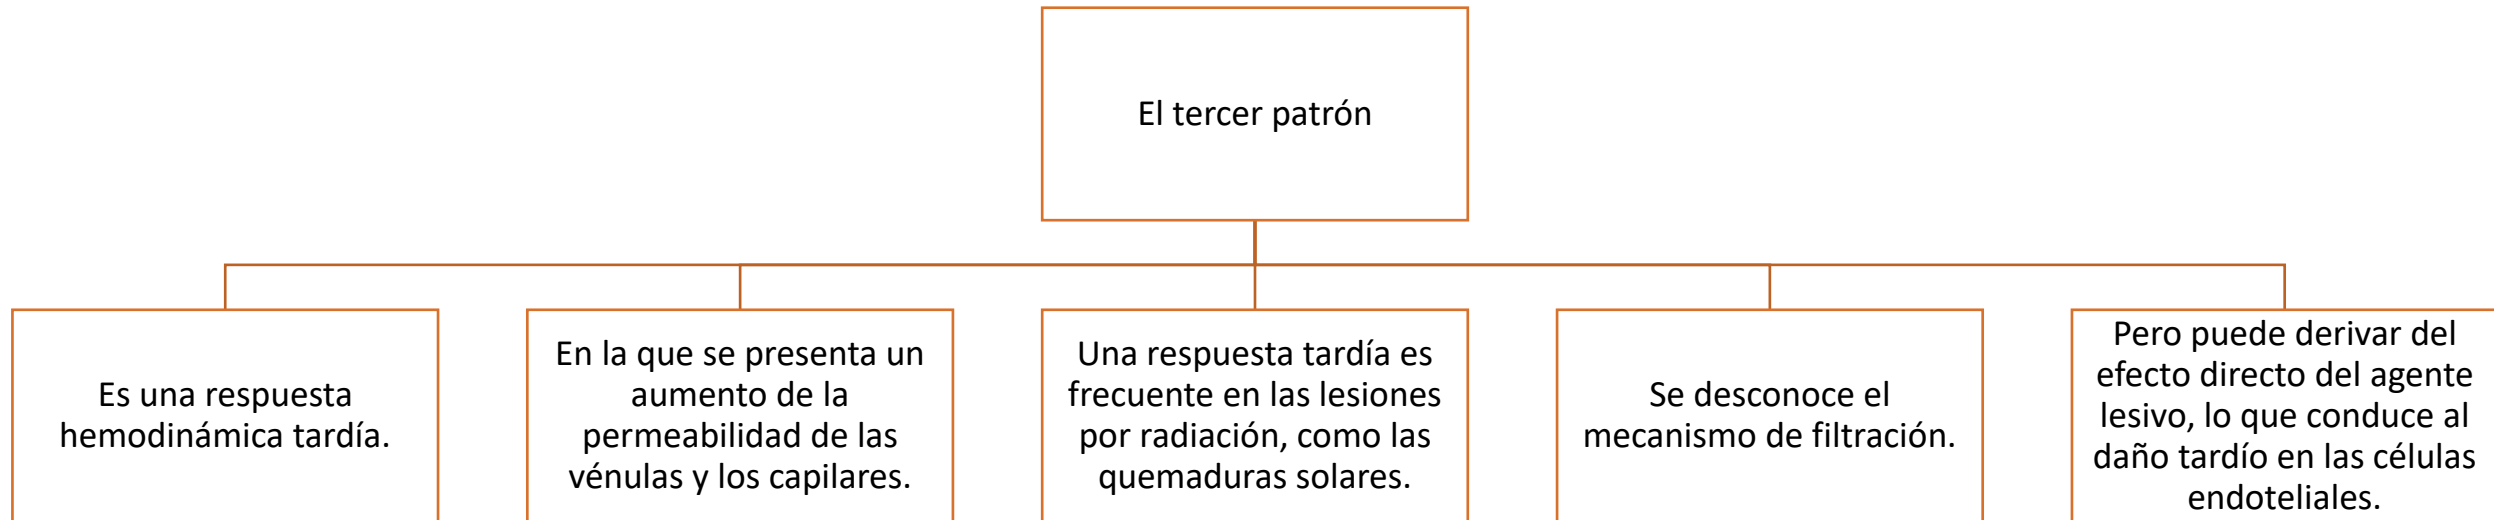 El tercer patrón
Es una respuesta
hemodinámica tardía.
En la que se presenta un
aumento de la
permeabilidad de las
vénulas y los capilares.
Una respuesta tardía es
frecuente en las lesiones
por radiación, como las
quemaduras solares.
Se desconoce el
mecanismo de filtración.
Pero puede derivar del
efecto directo del agente
lesivo, lo que conduce al
daño tardío en las células
endoteliales.